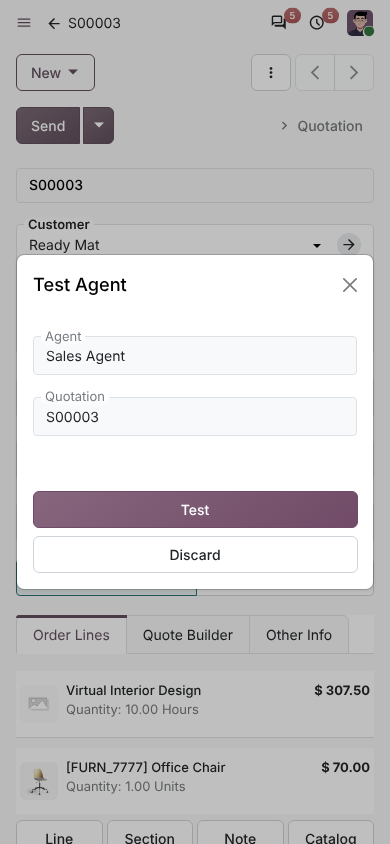 S00003
5
5
New
Send
Quotation
S00003
Customer
Ready Mat
Test Agent
Agent
Sales Agent
Quotation
S00003
Test
Discard
Order Lines
Quote Builder
Other Info
Virtual Interior Design
$ 307.50
Quantity: 10.00 Hours
[FURN_7777] Office Chair
$ 70.00
Quantity: 1.00 Units
Line
Section
Note
Catalog